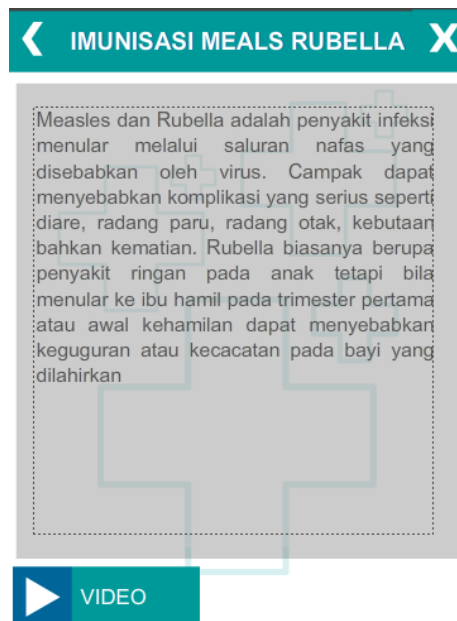 IMUNISASI MEALS RUBELLA X
Measles dan Rubella adalah penyakit infeksi
menular melalui saluran nafas yang
disebabkan oleh virus. Campak dapat
menyebabkan komplikasi yang serius seperti
diare, radang paru, radang otak, kebutaan
bahkan kematian. Rubella biasanya berupa
penyakit ringan pada anak tetapi bila
menular ke ibu hamil pada trimester pertama
atau awal kehamilan dapat menyebabkan
keguguran atau kecacatan pada bayi yang
dilahirkan
VIDEO